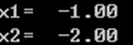 x1=  -1.00
x2=  -2.00